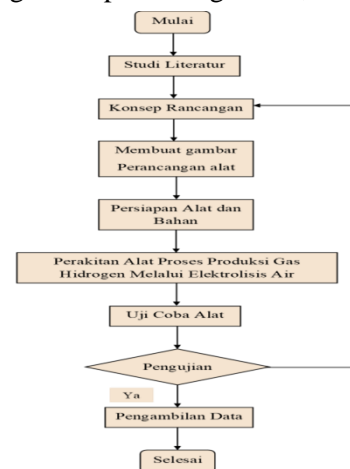 Mulai
Studi Literatur
Konsep Rancangan
Membuat gambar
Perancangan alat
Persiapan Alat dan
Bahan
Perakitan Alat Proses Produksi Gas
Hidrogen Melalui Elektrolisis Air
Uji Coba Alat
Pengujian
Ya
Pengambilan Data
Selesai